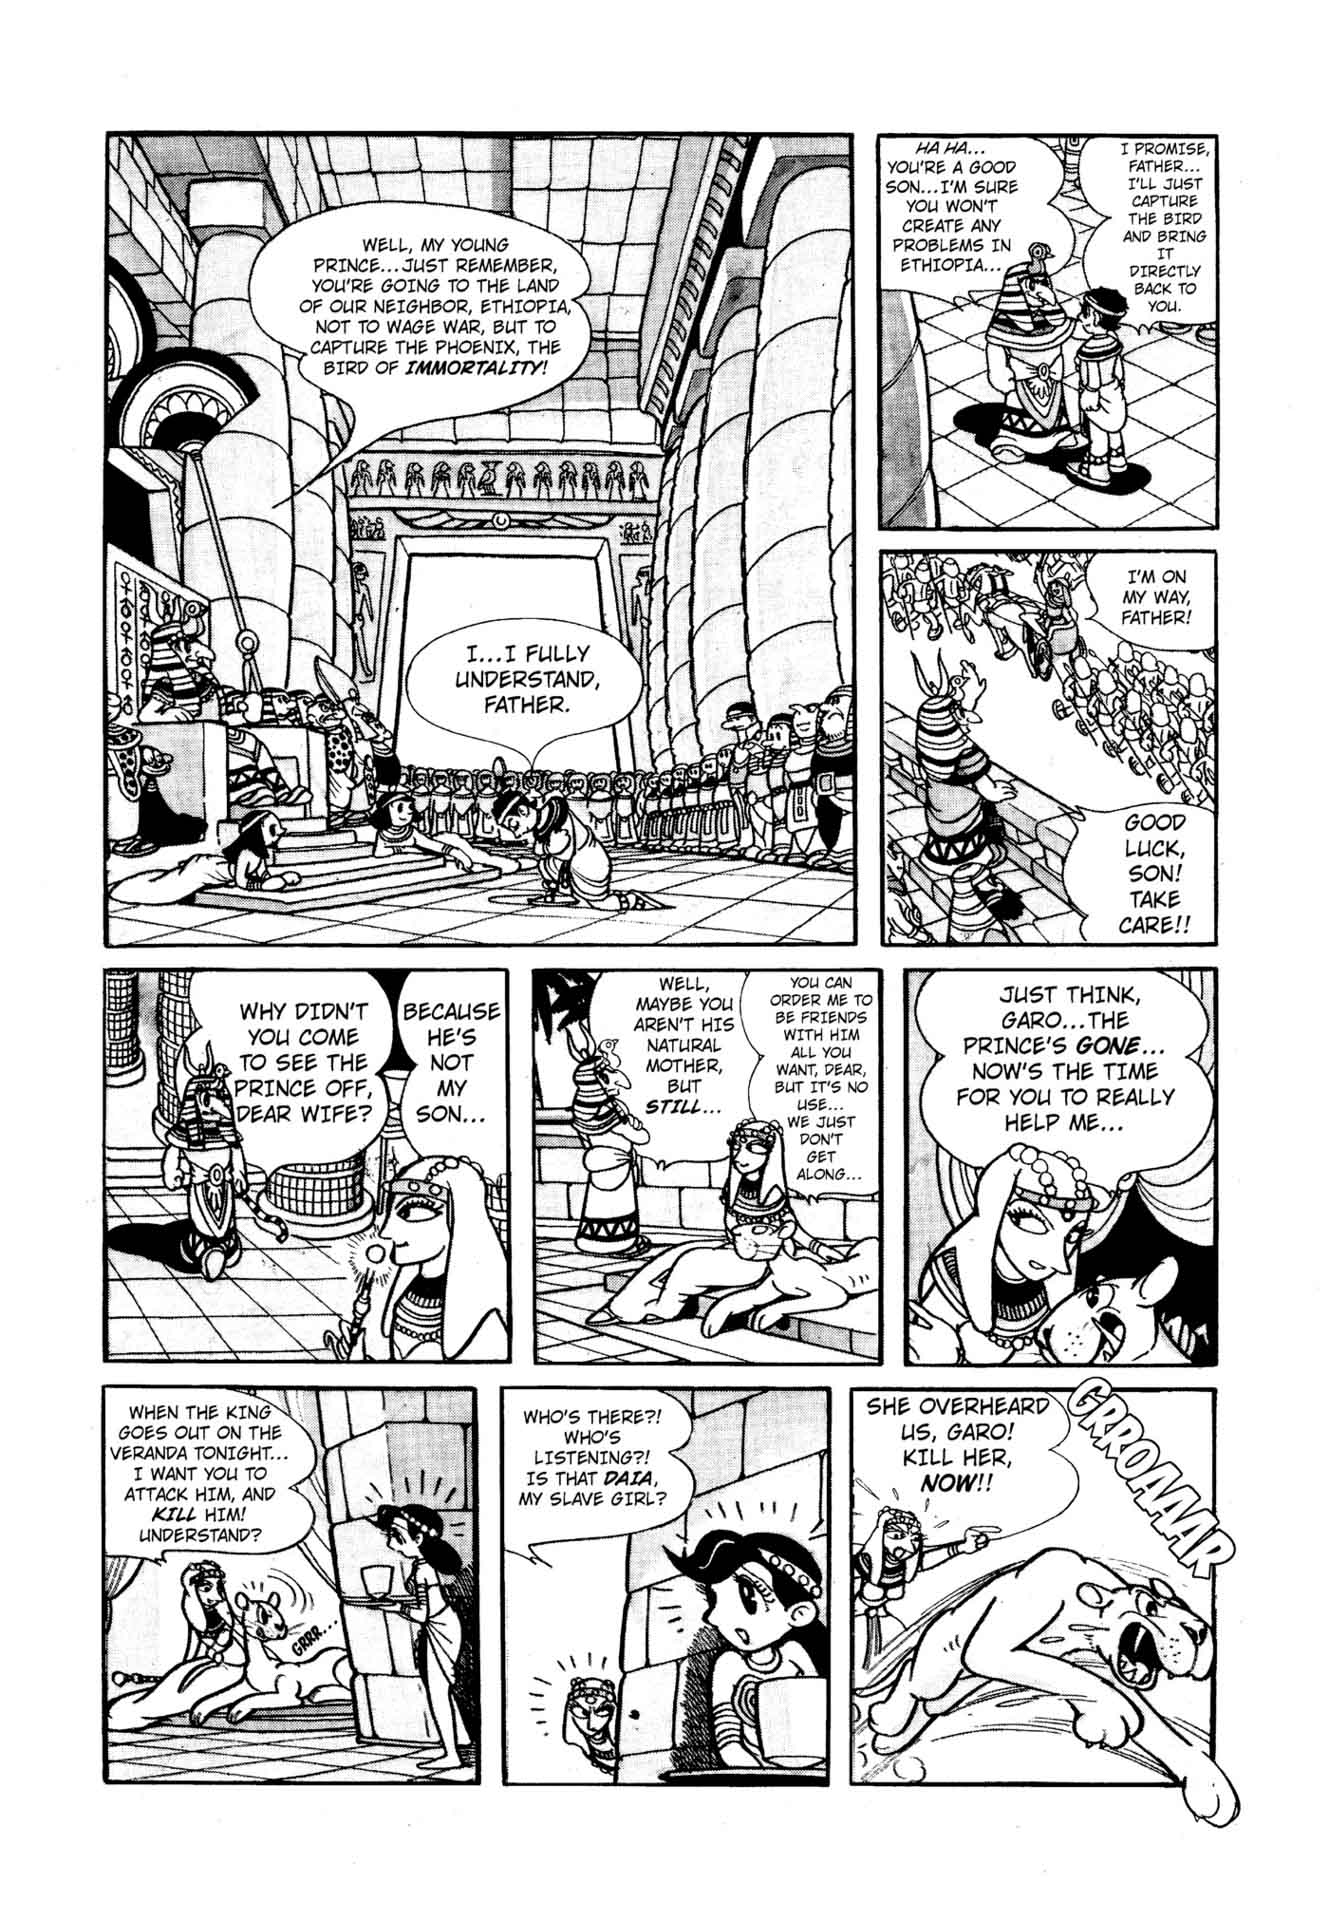 WELL, MY YOUNG
PRINCE...JUST REMEMBER,
YOU'RE GOING TO THE LAND
OF OUR NEIGHBOR, ETHIOPIA,
NOT TO WAGE WAR, BUT TO
CAPTURE THE PHOENIX, THE
BIRD OF IMMORTALITY!
I...I FULLY
UNDERSTAND,
FATHER.
HA HA...
YOU'RE A GOOD
SON...I'M SURE
YOU WON'T
CREATE ANY
PROBLEMS IN
ETHIOPIA...
I PROMISE,
FATHER...
I'LL JUST
CAPTURE
THE BIRD
AND BRING
IT
DIRECTLY
BACK TO
YOU.
I'M ON
MY WAY,
FATHER!
GOOD
LUCK,
SON!
TAKE
CARE!!
WHY DIDN'T
YOU COME
TO SEE THE
PRINCE OFF,
DEAR WIFE?
BECAUSE
HE'S
NOT
MY
SON...
WELL,
MAYBE YOU
AREN'T HIS
NATURAL
MOTHER,
BUT
STILL...
YOU CAN
ORDER ME TO
BE FRIENDS
WITH HIM
ALL YOU
WANT, DEAR,
BUT IT'S NO
USE...
WE JUST
DON'T
GET
ALONG...
JUST THINK,
GARO...THE
PRINCE'S GONE...
NOW'S THE TIME
FOR YOU TO REALLY
HELP ME...
WHEN THE KING
GOES OUT ON THE
VERANDA TONIGHT...
I WANT YOU TO
ATTACK HIM, AND
KILL HIM!
UNDERSTAND?
GRRR...
WHO'S THERE?!
WHO'S
LISTENING?!
IS THAT DAIA,
MY SLAVE GIRL?
SHE OVERHEARD
US, GARO!
KILL HER,
NOW!!
GRROAAAR